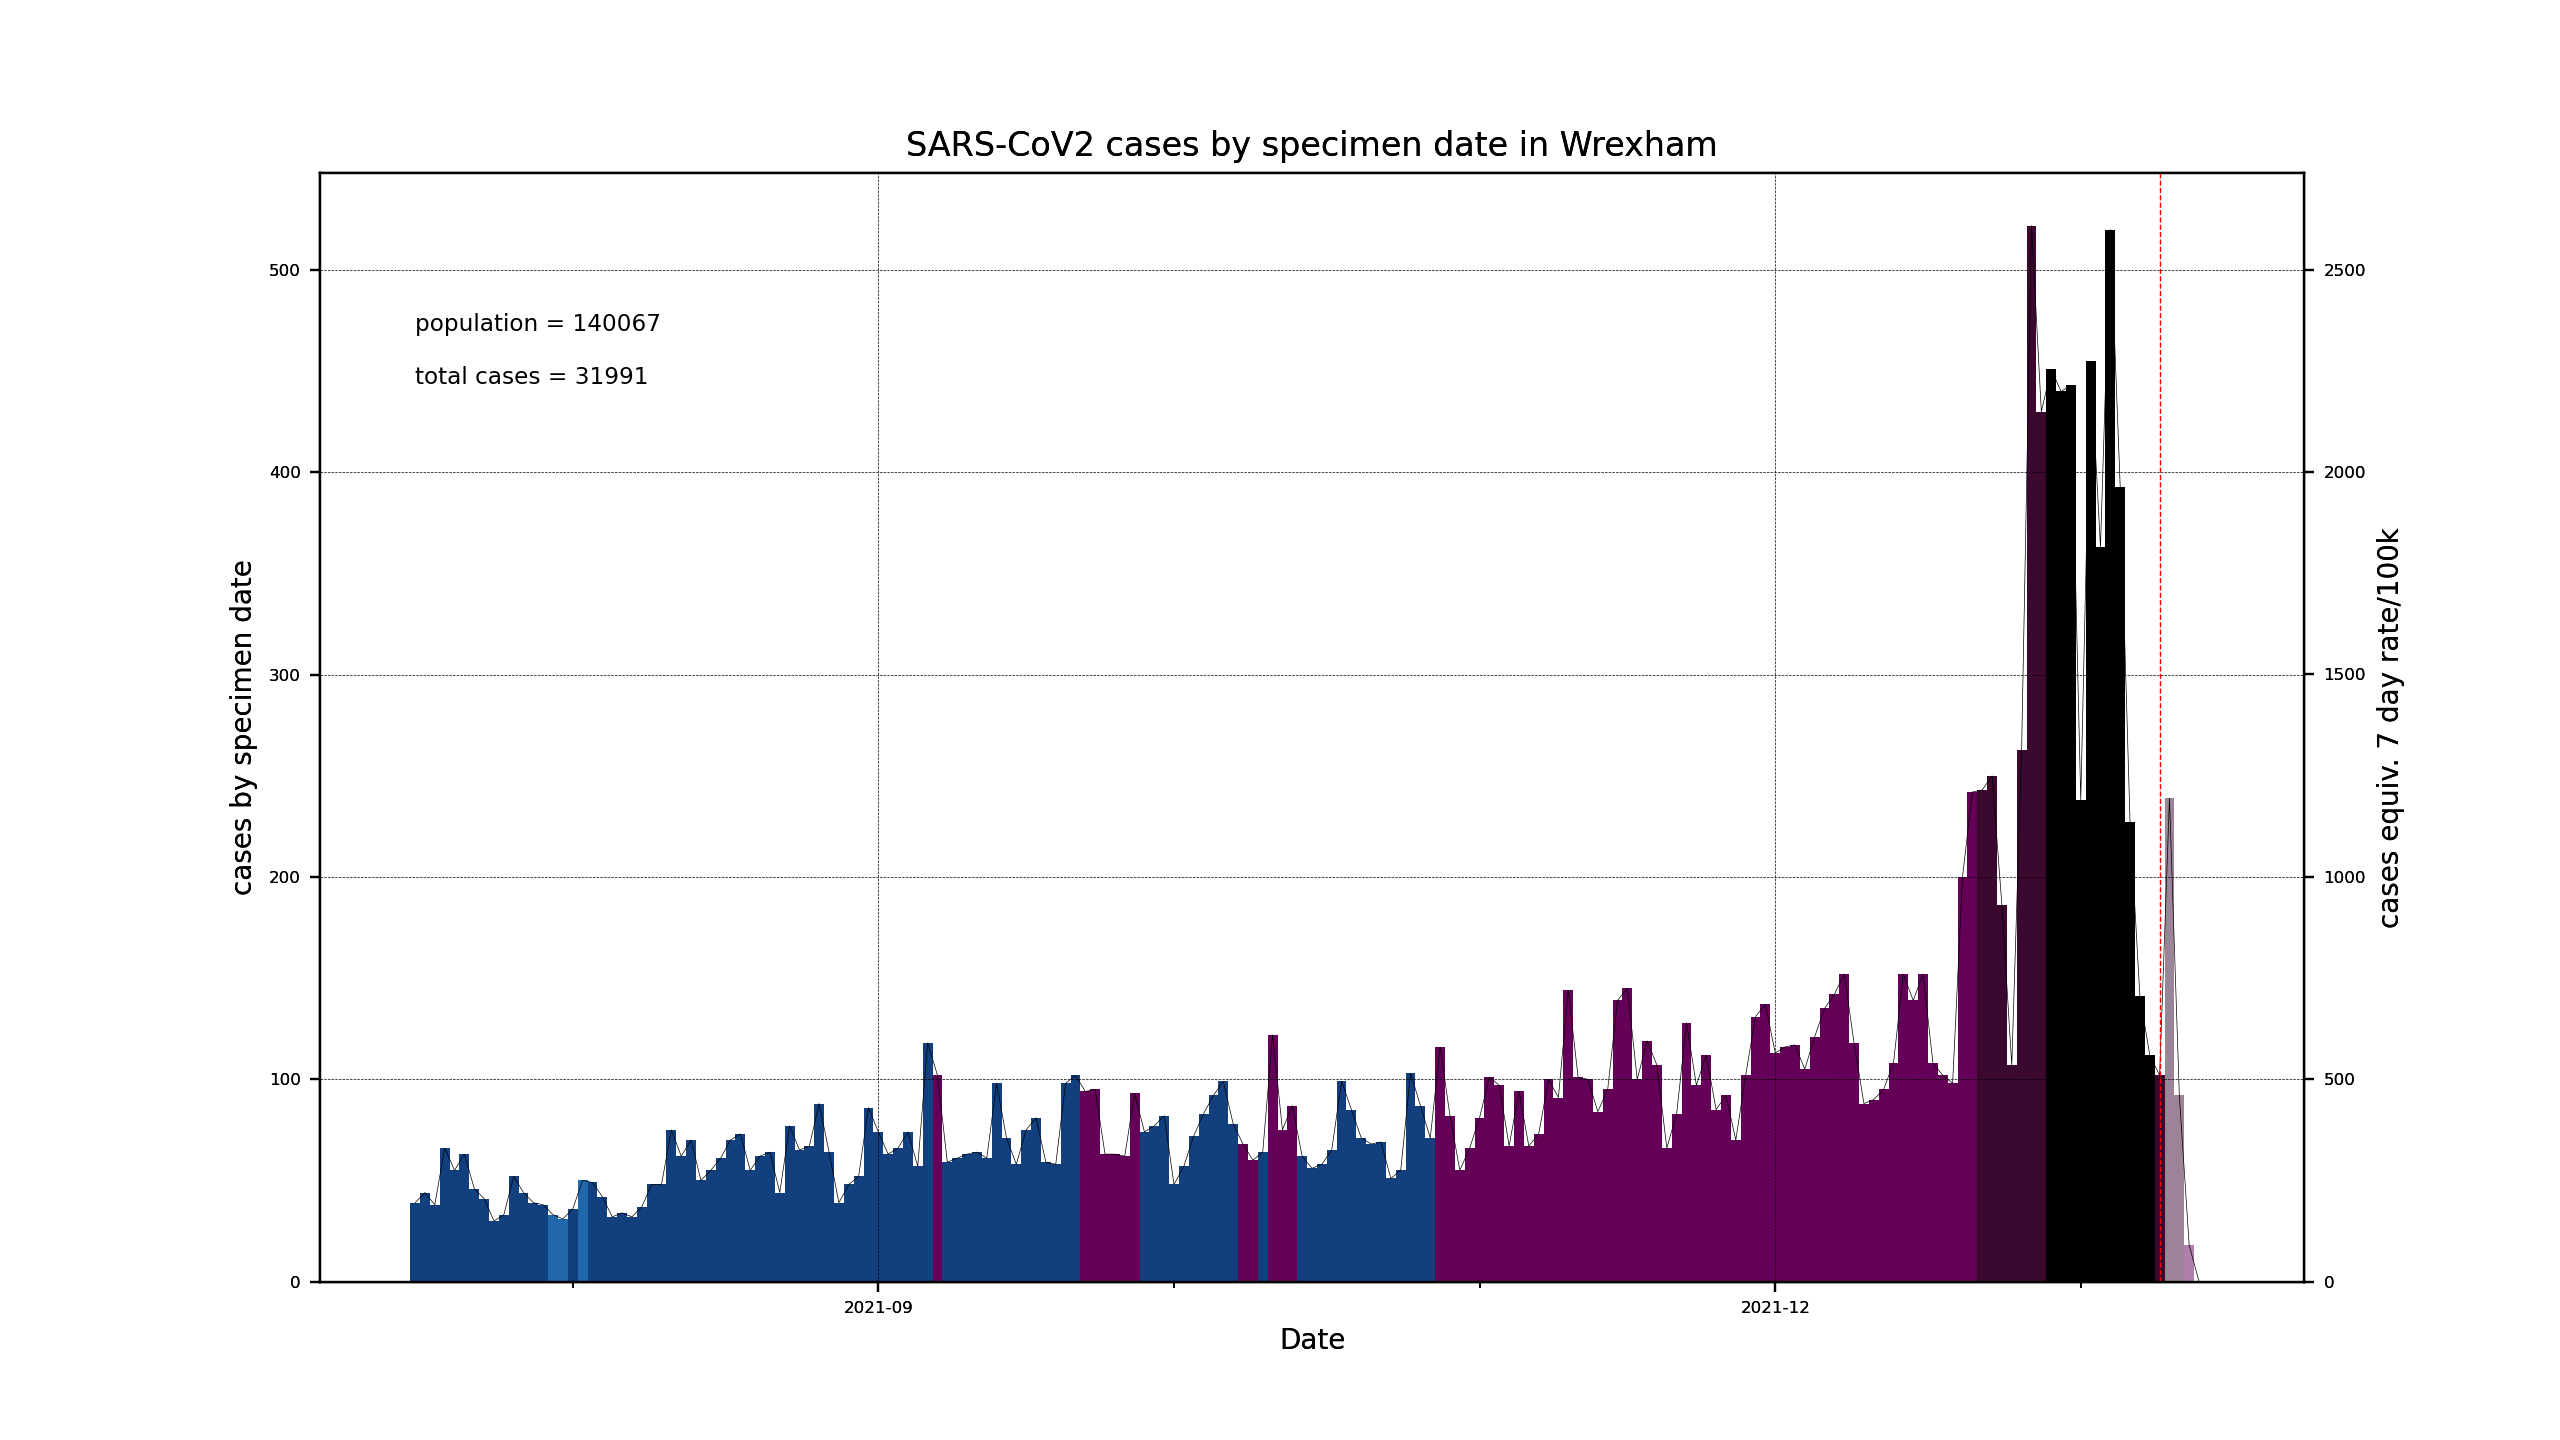 SARS-CoV2 cases by specimen date in Wrexham
population = 140067
total cases = 31991
cases by specimen date
500
400
300
200
100
0
2500
2000
1500
1000
500
0
cases equiv. 7 day rate/100k
2021-09
2021-12
Date